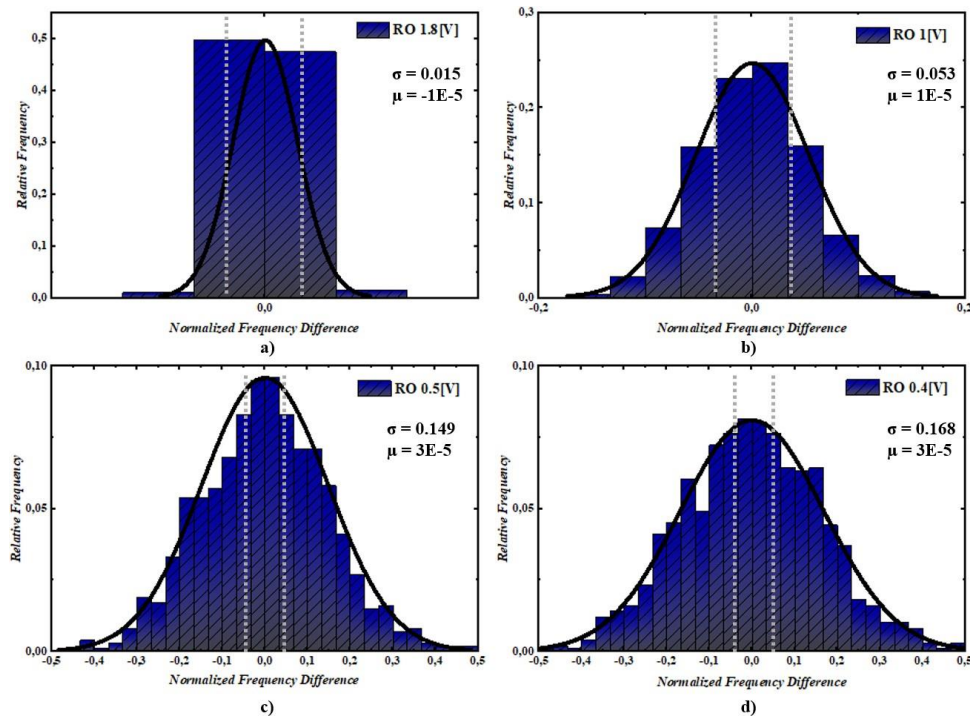 RO 1.8[V]
σ = 0.015
μ = -1E-5
Relative Frequency
0,5
0,4
0,3
0,2
0,1
0,0
0,0
Normalized Frequency Difference
a)
RO 1[V]
σ = 0.053
μ = 1E-5
Relative Frequency
0,3
0,2
0,1
0,0
-0,2
0,0
0,2
Normalized Frequency Difference
b)
RO 0.5[V]
σ = 0.149
μ = 3E-5
Relative Frequency
0,10
0,05
0,00
-0,5 -0,4 -0,3 -0,2 -0,1 0,0 0,1 0,2 0,3 0,4 0,5
Normalized Frequency Difference
c)
RO 0.4[V]
σ = 0.168
μ = 3E-5
Relative Frequency
0,10
0,05
0,00
-0,5 -0,4 -0,3 -0,2 -0,1 0,0 0,1 0,2 0,3 0,4 0,5
Normalized Frequency Difference
d)